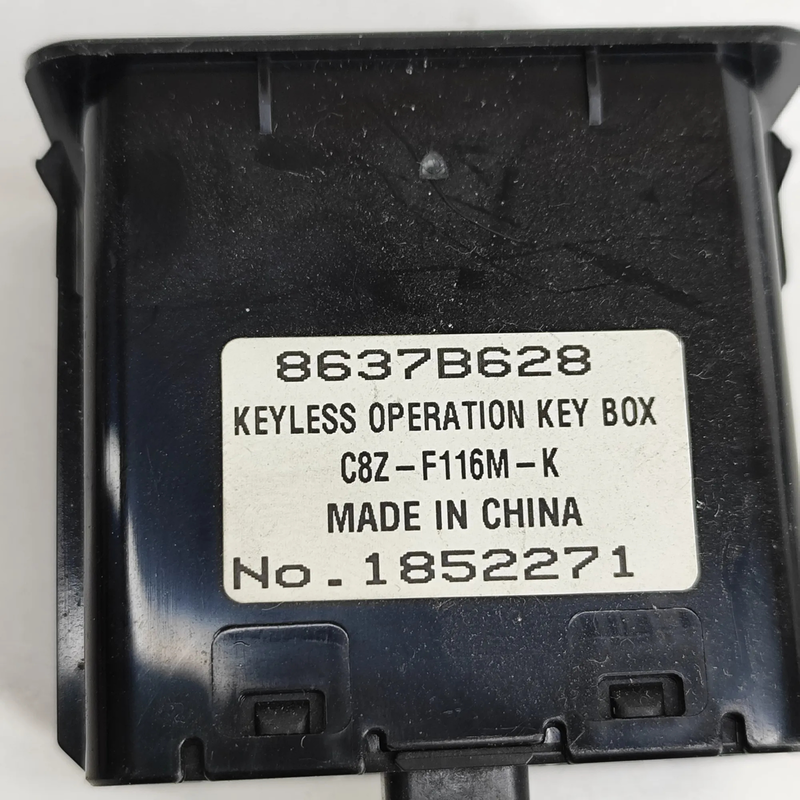 8637B628
KEYLESS OPERATION KEY BOX
C8Z-F116M-K
MADE IN CHINA
No.1852271